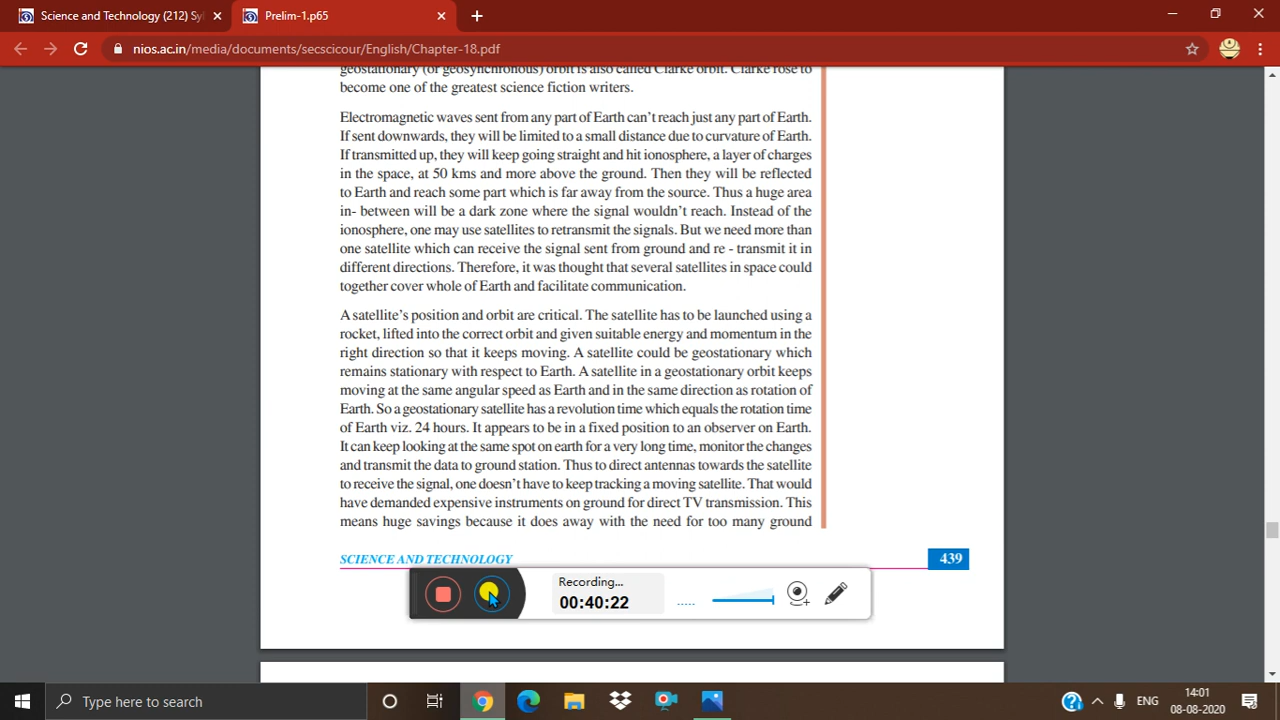 Science and Technology (212) Syl
Prelim-1.p65
nios.ac.in/media/documents/secscicour/English/Chapter-18.pdf
geostationary (or geosynchronous) orbit is also called Clarke orbit. Clarke rose to
become one of the greatest science fiction writers.
Electromagnetic waves sent from any part of Earth can't reach just any part of Earth.
If sent downwards, they will be limited to a small distance due to curvature of Earth.
If transmitted up, they will keep going straight and hit ionosphere, a layer of charges
in the space, at 50 kms and more above the ground. Then they will be reflected
to Earth and reach some part which is far away from the source. Thus a huge area
in- between will be a dark zone where the signal wouldn't reach. Instead of the
ionosphere, one may use satellites to retransmit the signals. But we need more than
one satellite which can receive the signal sent from ground and re - transmit it in
different directions. Therefore, it was thought that several satellites in space could
together cover whole of Earth and facilitate communication.
A satellite's position and orbit are critical. The satellite has to be launched using a
rocket, lifted into the correct orbit and given suitable energy and momentum in the
right direction so that it keeps moving. A satellite could be geostationary which
remains stationary with respect to Earth. A satellite in a geostationary orbit keeps
moving at the same angular speed as Earth and in the same direction as rotation of
Earth. So a geostationary satellite has a revolution time which equals the rotation time
of Earth viz. 24 hours. It appears to be in a fixed position to an observer on Earth.
It can keep looking at the same spot on earth for a very long time, monitor the changes
and transmit the data to ground station. Thus to direct antennas towards the satellite
to receive the signal, one doesn't have to keep tracking a moving satellite. That would
have demanded expensive instruments on ground for direct TV transmission. This
means huge savings because it does away with the need for too many ground
SCIENCE AND TECHNOLOGY
439
Recording...
00:40:22
Type here to search
ENG
14:01
08-08-2020